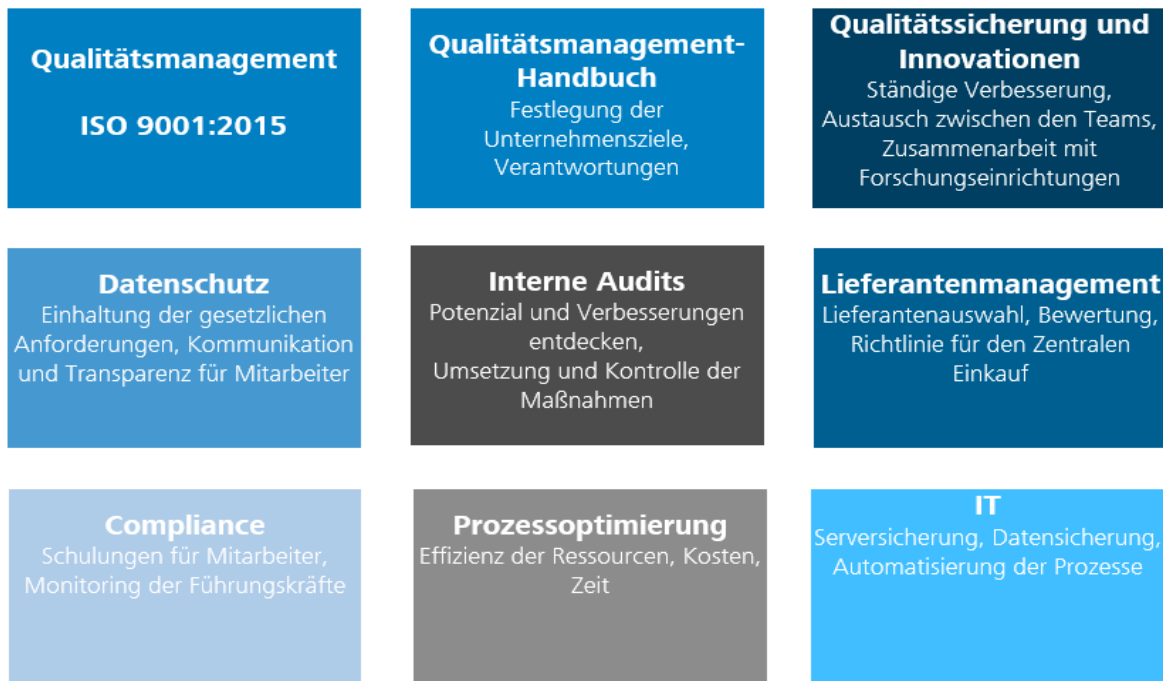 Qualitätsmanagement
ISO 9001:2015
Qualitätsmanagement-
Handbuch
Festlegung der
Unternehmensziele,
Verantwortungen
Qualitätssicherung und
Innovationen
Ständige Verbesserung,
Austausch zwischen den Teams,
Zusammenarbeit mit
Forschungseinrichtungen
Datenschutz
Einhaltung der gesetzlichen
Anforderungen, Kommunikation
und Transparenz für Mitarbeiter
Interne Audits
Potenzial und Verbesserungen
entdecken,
Umsetzung und Kontrolle der
Maßnahmen
Lieferantenmanagement
Lieferantenauswahl, Bewertung,
Richtlinie für den Zentralen
Einkauf
Compliance
Schulungen für Mitarbeiter,
Monitoring der Führungskräfte
Prozessoptimierung
Effizienz der Ressourcen, Kosten,
Zeit
IT
Serversicherung, Datensicherung,
Automatisierung der Prozesse